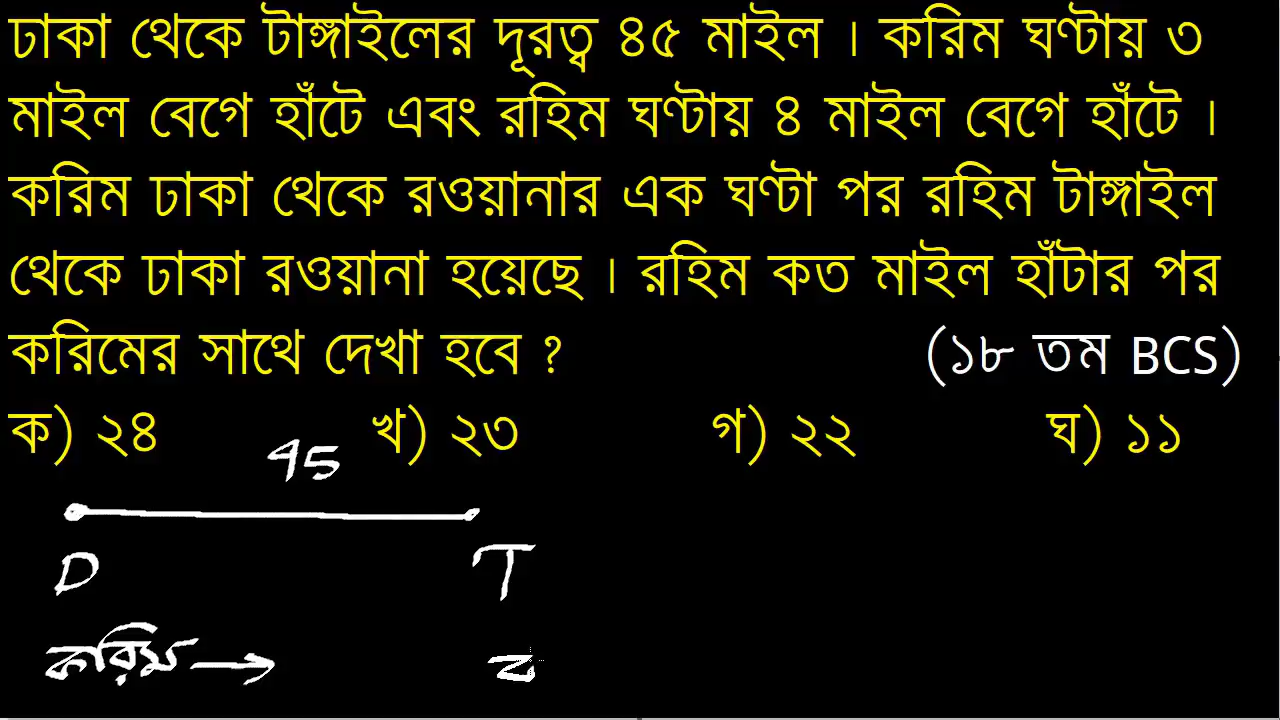 ঢাকা থেকে টাঙ্গাইলের দূরত্ব ৪৫ মাইল । করিম ঘণ্টায় ৩
মাইল বেগে হাঁটে এবং রহিম ঘণ্টায় ৪ মাইল বেগে হাঁটে ।
করিম ঢাকা থেকে রওয়ানার এক ঘণ্টা পর রহিম টাঙ্গাইল
থেকে ঢাকা রওয়ানা হয়েছে । রহিম কত মাইল হাঁটার পর
করিমের সাথে দেখা হবে ? (১৮ তম BCS)
ক) ২৪ খ) ২৩ গ) ২২ ঘ) ১১
45
D T
করিম →